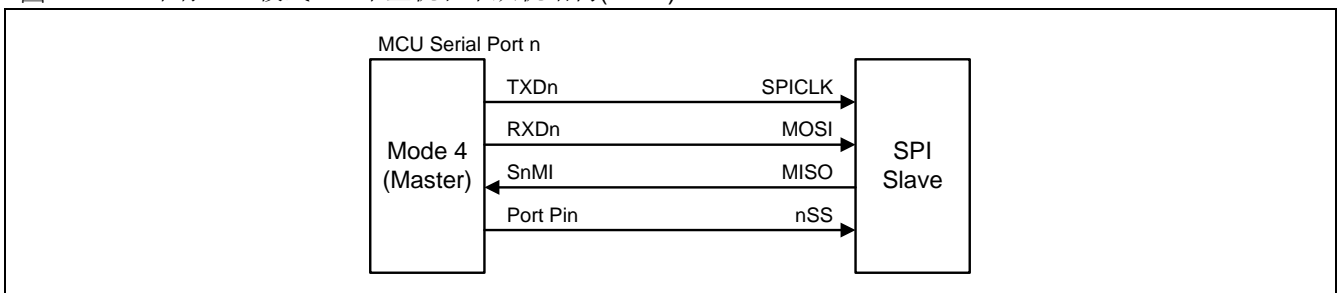 MCU Serial Port n
TXDn SPICLK
RXDn MOSI
Mode 4
(Master)
SPI
Slave
SnMI MISO
Port Pin nSS